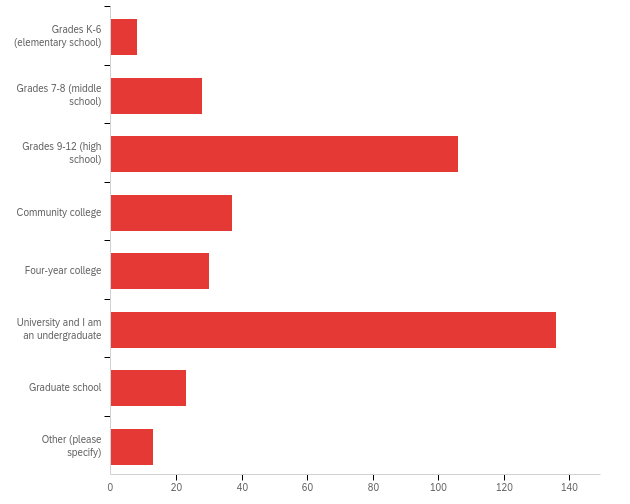 Grades K-6
(elementary school)
Grades 7-8 (middle
school)
Grades 9-12 (high
school)
Community college
Four-year college
University and I am
an undergraduate
Graduate school
Other (please
specify)
0 20 40 60 80 100 120 140